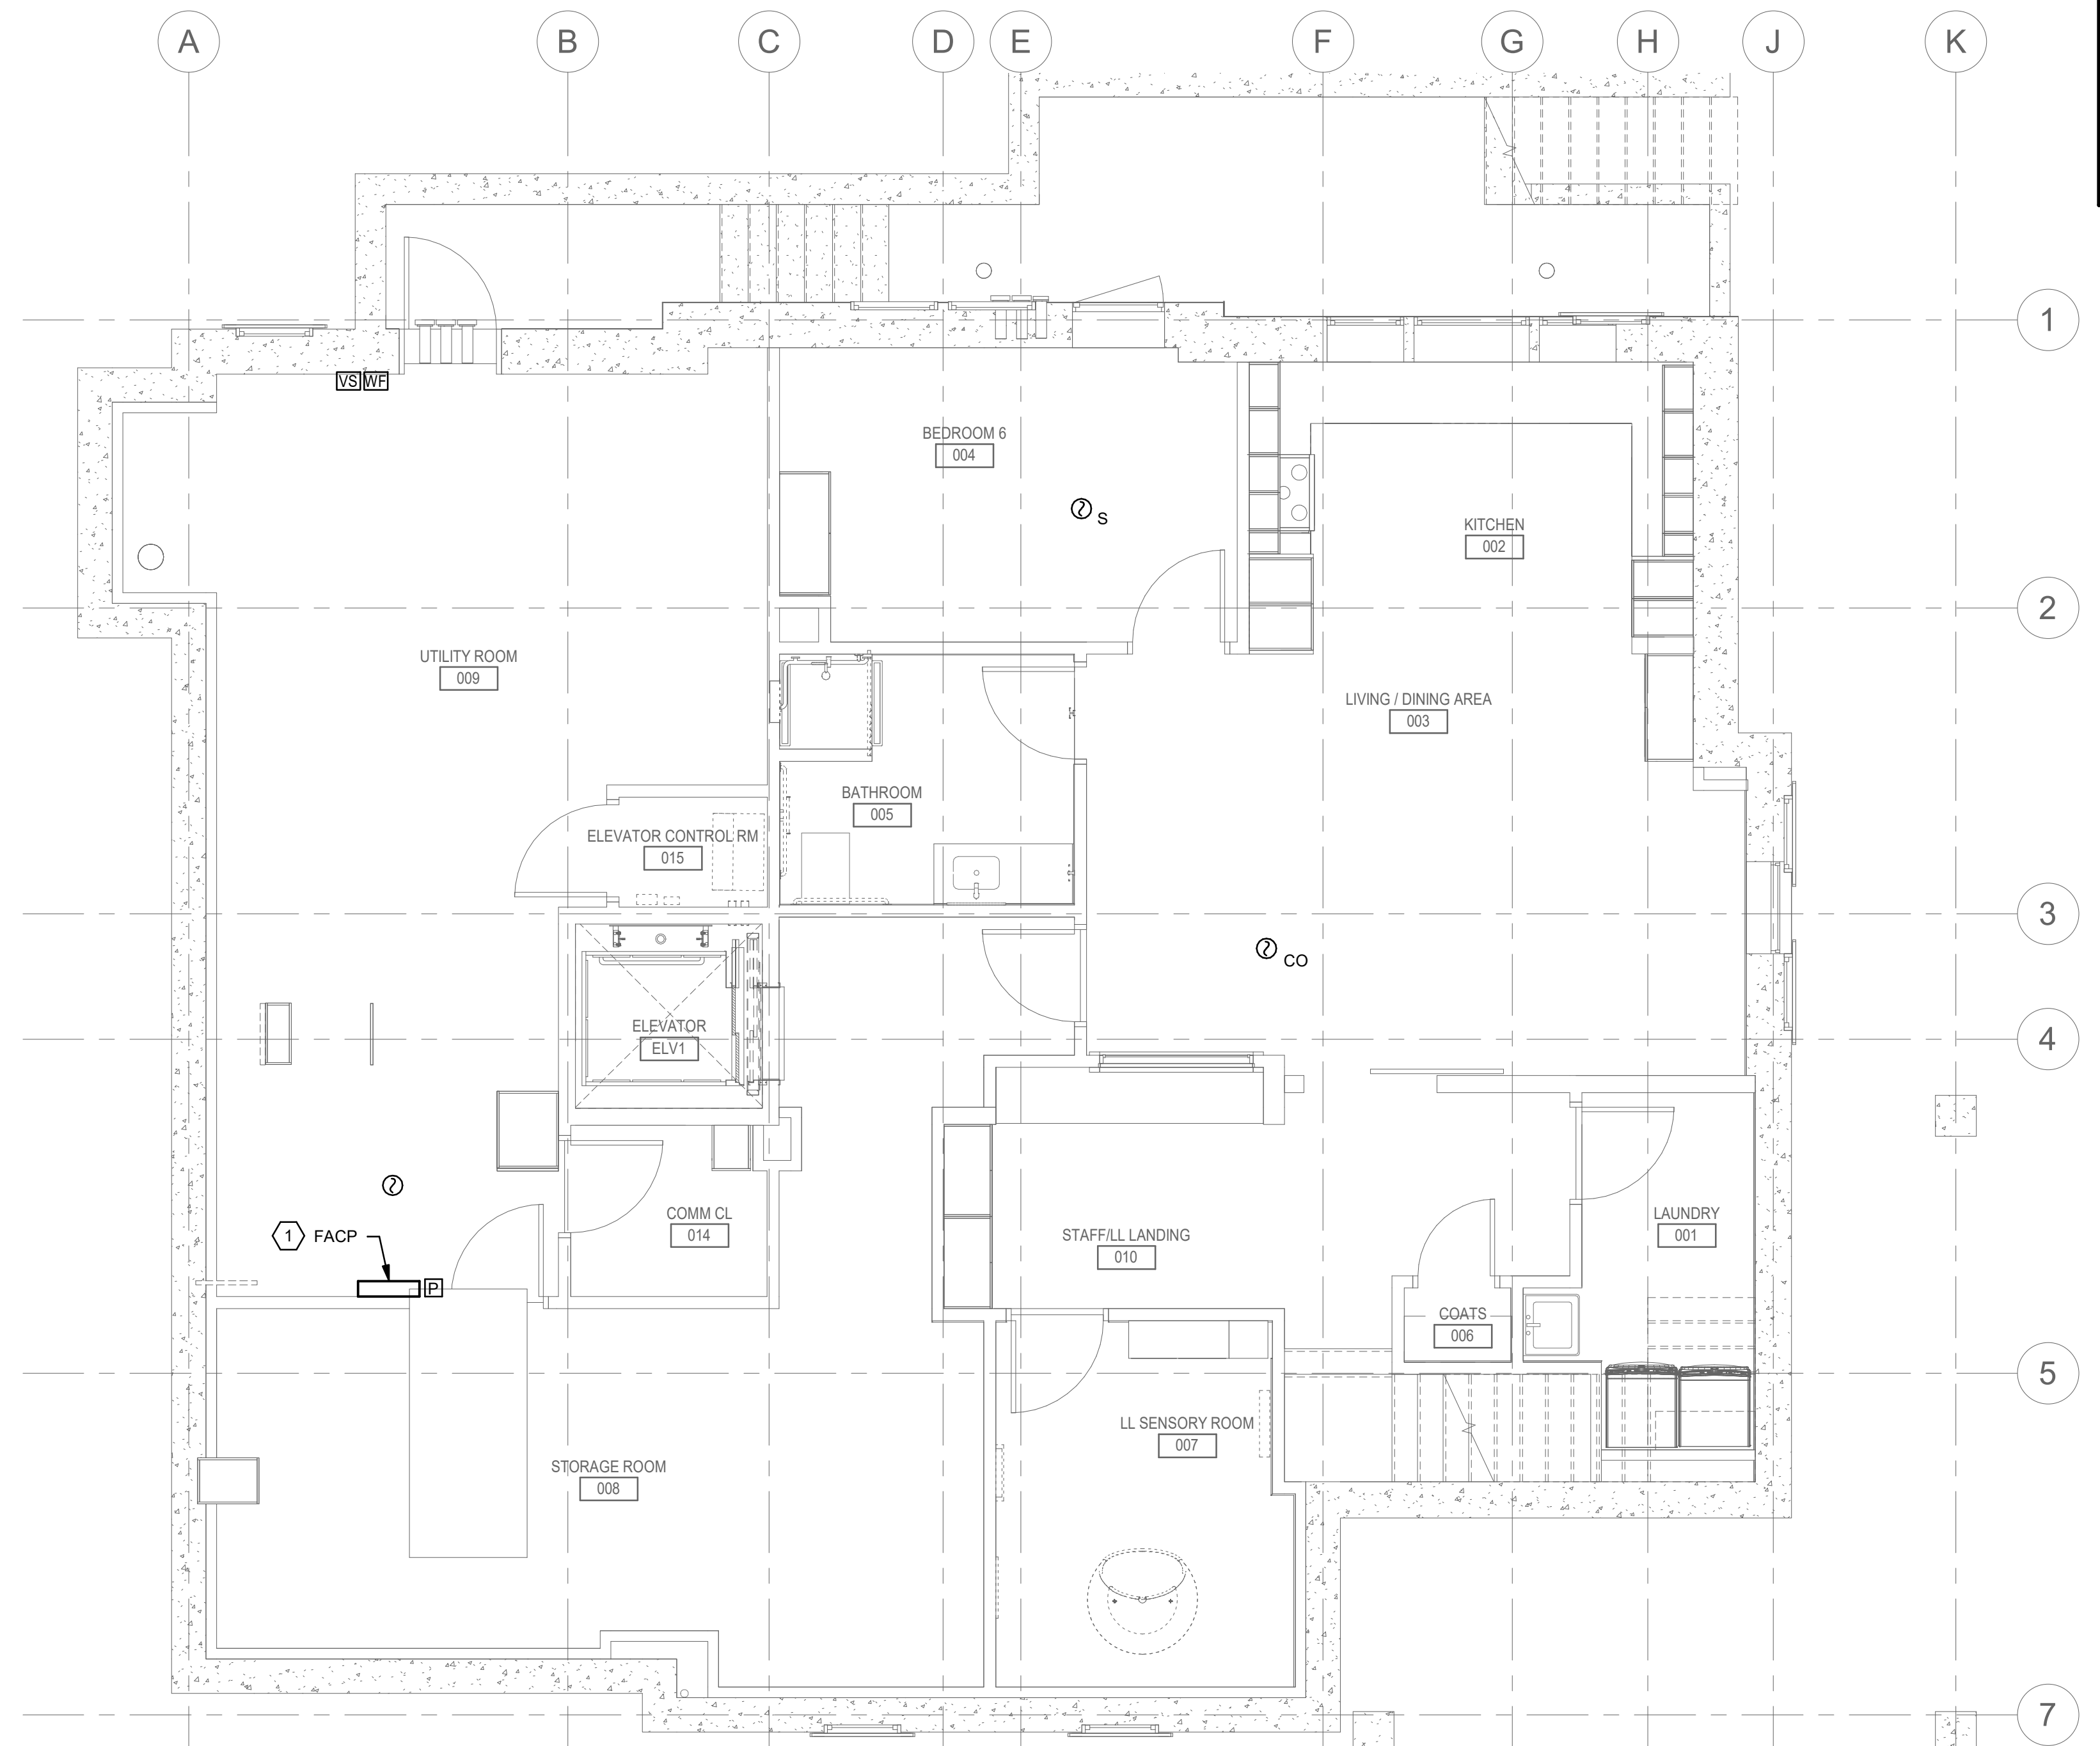 A B C D E F G H J K
1
VS WF
BEDROOM 6
004
S
KITCHEN
002
2
UTILITY ROOM
009
LIVING / DINING AREA
003
BATHROOM
005
ELEVATOR CONTROL RM
015
3
CO
ELEVATOR
ELV1
4
COMM CL
014
LAUNDRY
001
1 FACP
P
STAFF/LL LANDING
010
COATS
006
5
LL SENSORY ROOM
007
STORAGE ROOM
008
7